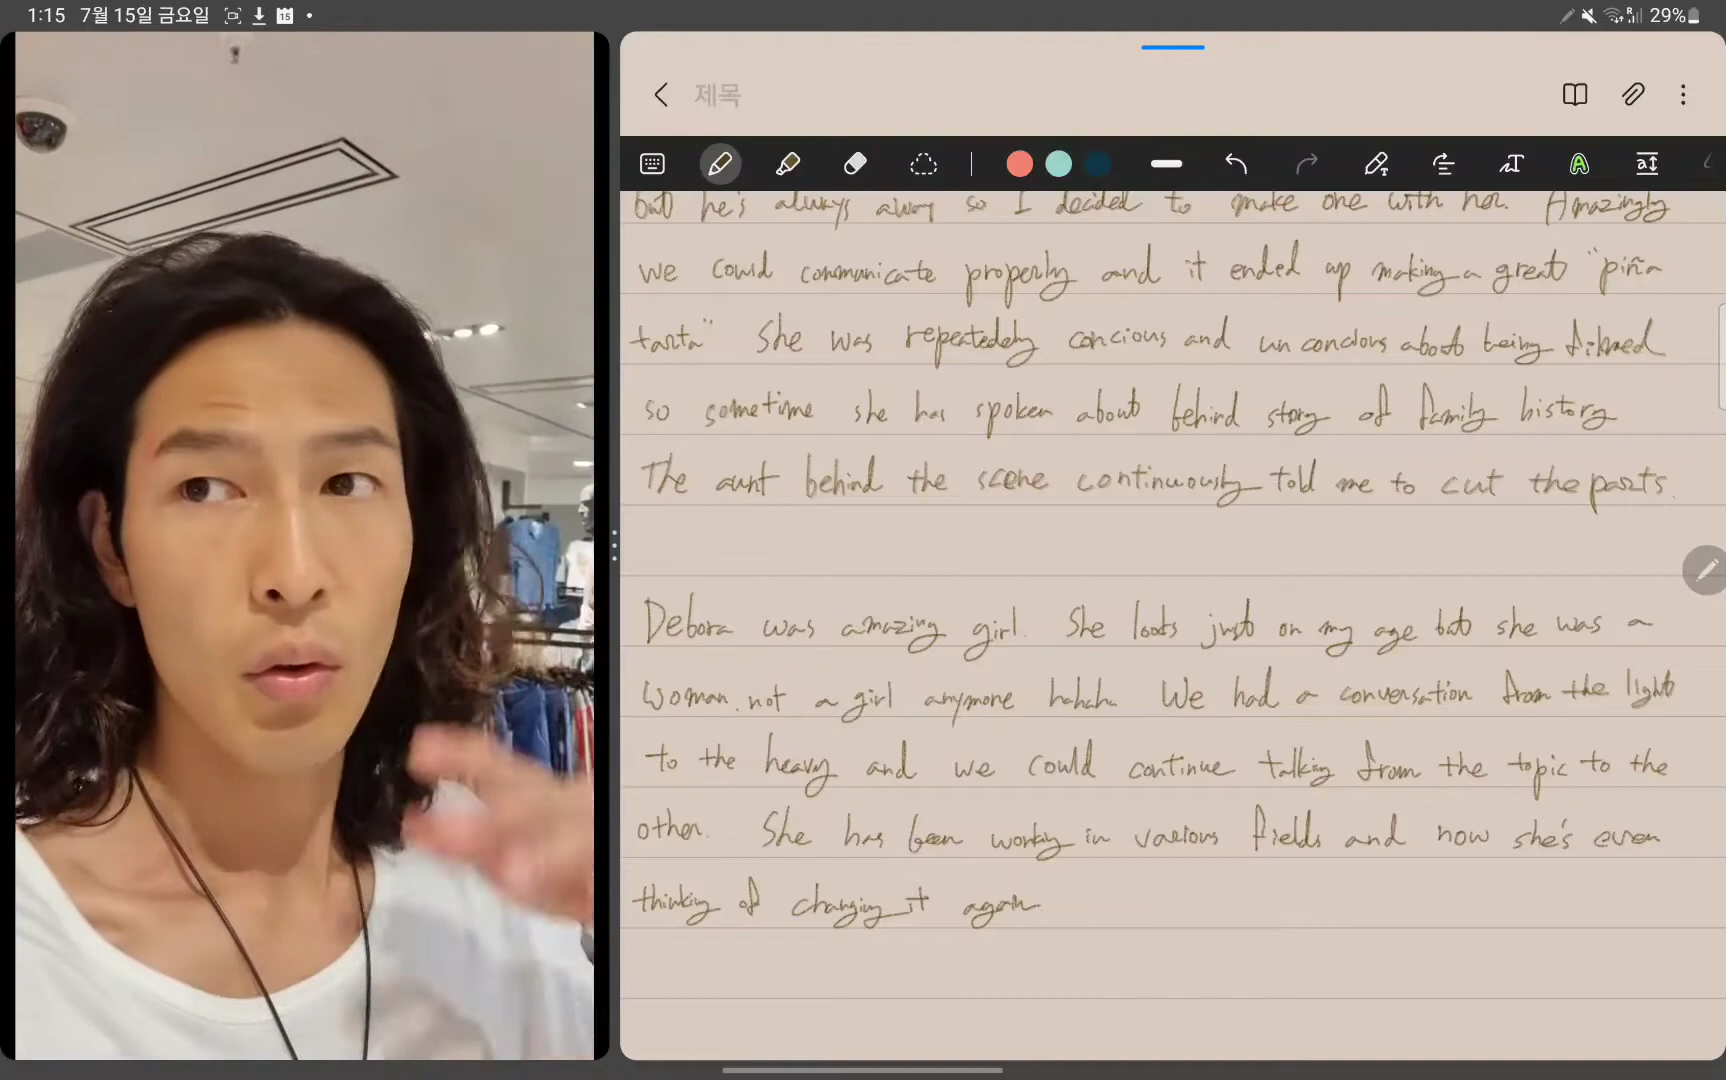 1:15 7월 15일 금요일 15
R 29%
제목
but he's always away so I decided to make one with her. Amazingly
we could communicate properly and it ended up making a great "piña
tarta" She was repeatedely concious and unconcious about being filmed
so sometime she has spoken about behind story of family history
The aunt behind the scene continuously told me to cut the parts.
Debora was amazing girl. She looks just on my age but she was a
woman. not a girl anymore hahaha We had a conversation from the light
to the heavy and we could continue talking from the topic to the
other. She has been working in various fields and now she's even
thinking of changing it again